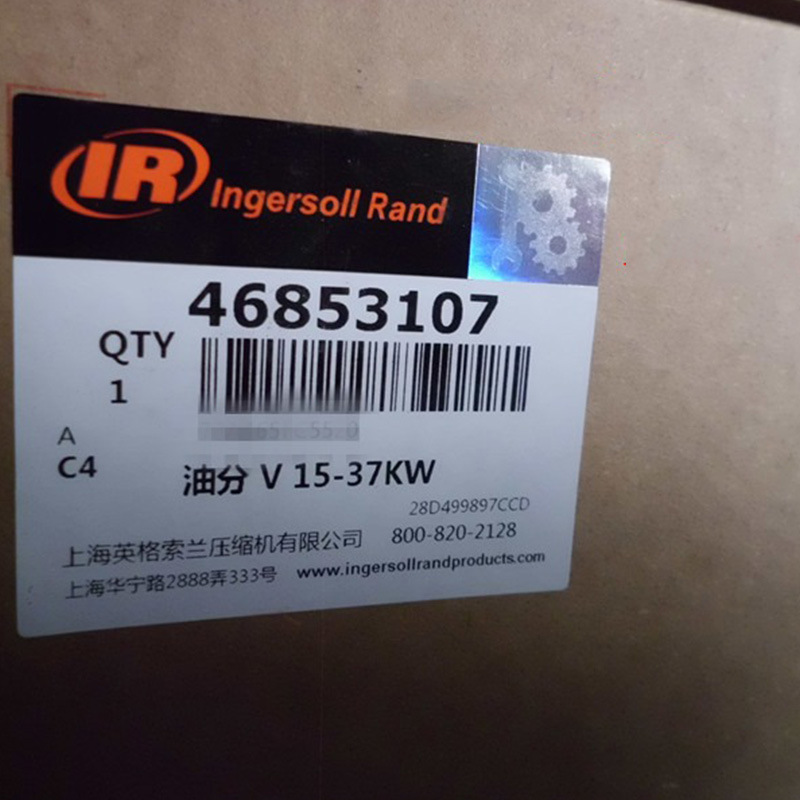 IR Ingersoll Rand
46853107
QTY
1
A
C4
油分 V 15-37KW
28D499897CCD
上海英格索兰压缩机有限公司 800-820-2128
上海华宁路2888弄333号 www.ingersollrandproducts.com